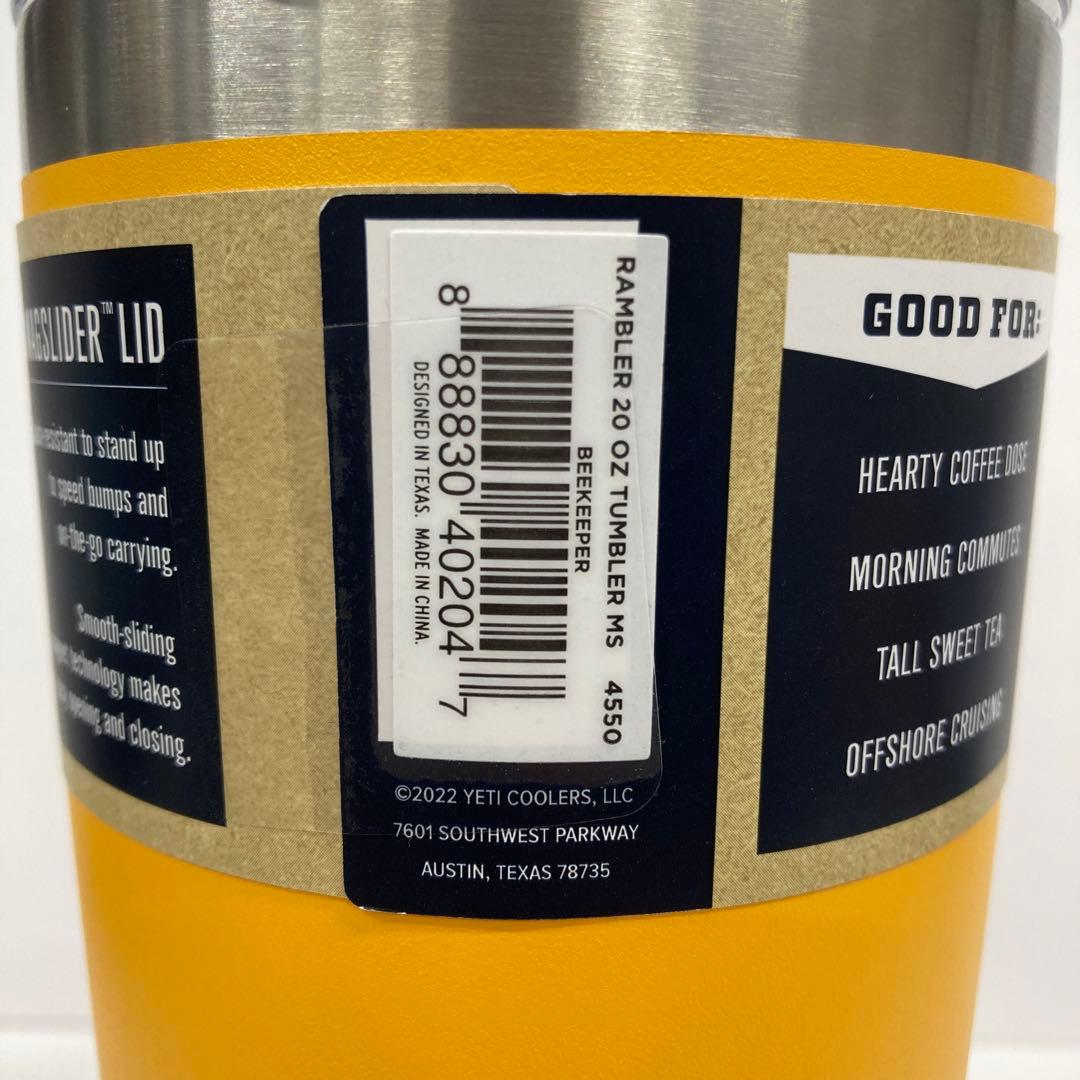 LID
to stand up
speed bumps and
on-the-go carrying.
Smooth-sliding
technology makes
opening and closing.
RAMBLER 20 OZ TUMBLER MS 4550
BEEKEEPER
8 88830 40204 7
DESIGNED IN TEXAS. MADE IN CHINA.
©2022 YETI COOLERS, LLC
7601 SOUTHWEST PARKWAY
AUSTIN, TEXAS 78735
GOOD FOR:
HEARTY COFFEE DOSE
MORNING COMMUTES
TALL SWEET TEA
OFFSHORE CRUISING